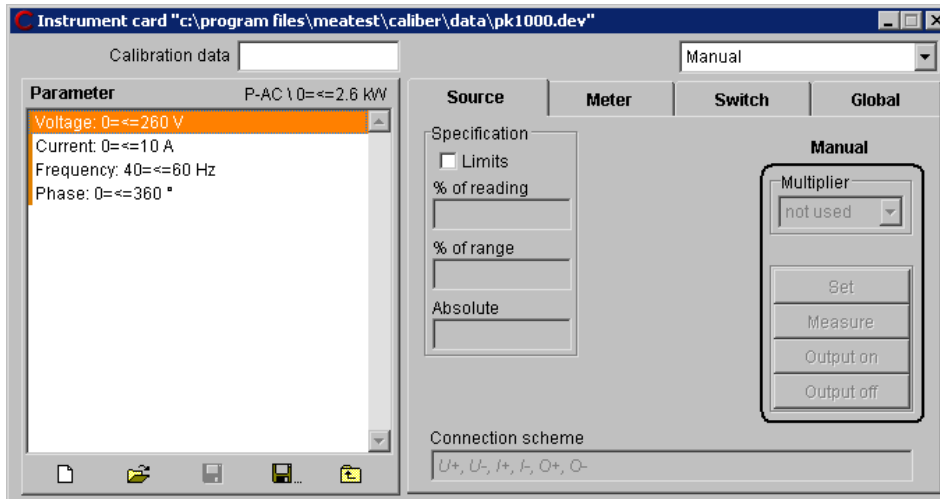 Instrument card "c:\program files\meatest\caliber\data\pk1000.dev"
Calibration data
Manual
Parameter P-AC \ 0=<=2.6 kW
Voltage: 0=<=260 V
Current: 0=<=10 A
Frequency: 40=<=60 Hz
Phase: 0=<=360 °
Source Meter Switch Global
Specification
Limits
% of reading
% of range
Absolute
Manual
Multiplier
not used
Set
Measure
Output on
Output off
Connection scheme
U+, U-, I+, I-, O+, O-